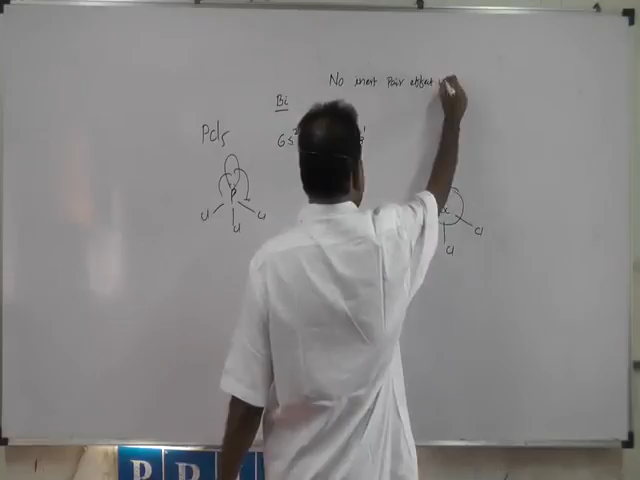 No inert Pair effect
Bi
PCl5
6s2
P
Cl
Cl
Cl
Cl
Cl
P P